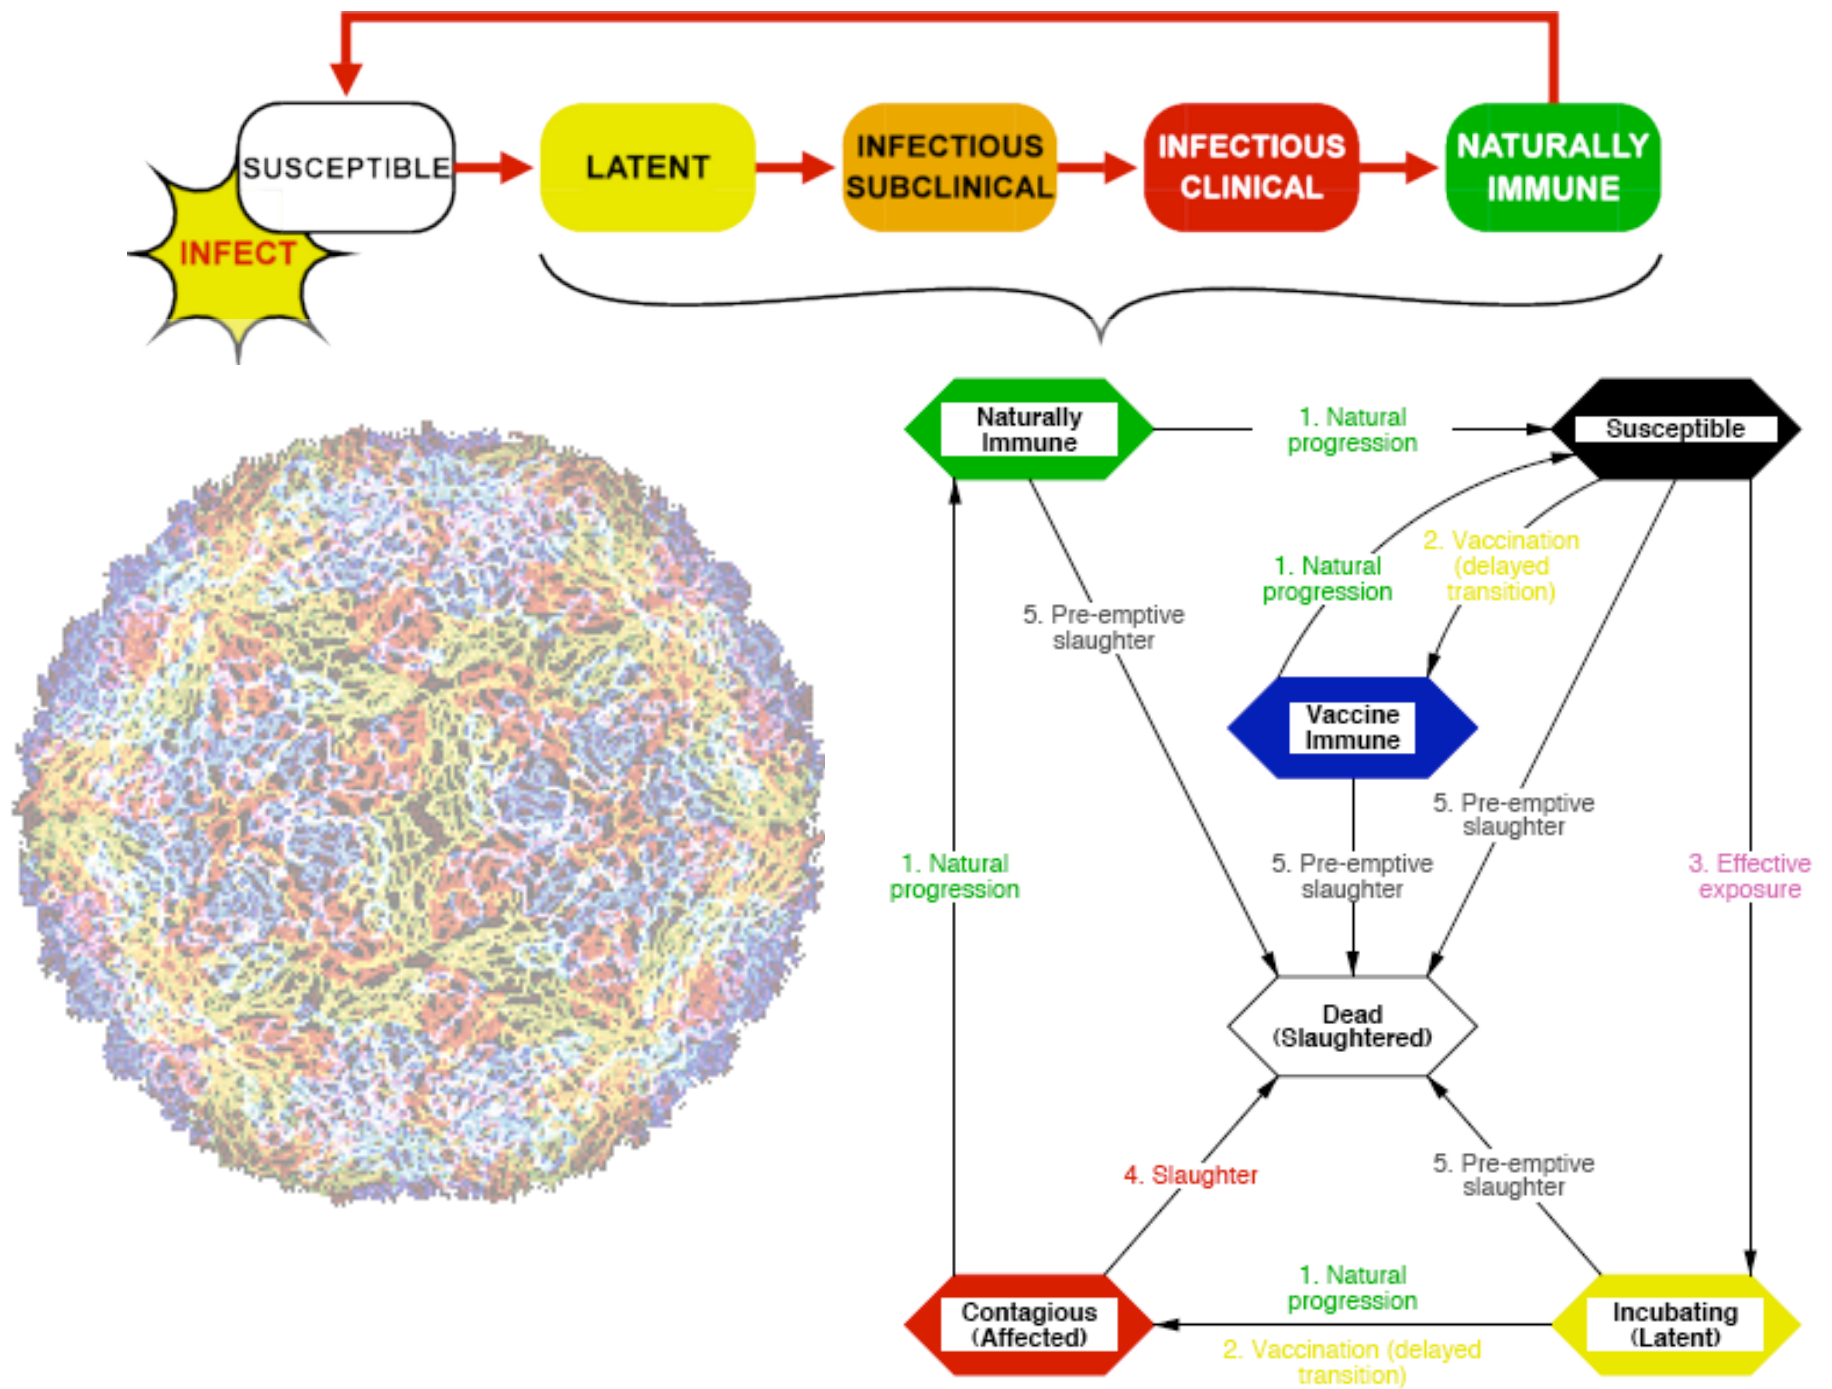 SUSCEPTIBLE
LATENT
INFECTIOUS
SUBCLINICAL
INFECTIOUS
CLINICAL
NATURALLY
IMMUNE
INFECT
Naturally
Immune
1. Natural
progression
Susceptible
2. Vaccination
(delayed
transition)
1. Natural
progression
5. Pre-emptive
slaughter
Vaccine
Immune
5. Pre-emptive
slaughter
1. Natural
progression
5. Pre-emptive
slaughter
3. Effective
exposure
Dead
(Slaughtered)
4. Slaughter
5. Pre-emptive
slaughter
Contagious
(Affected)
1. Natural
progression
2. Vaccination (delayed
transition)
Incubating
(Latent)